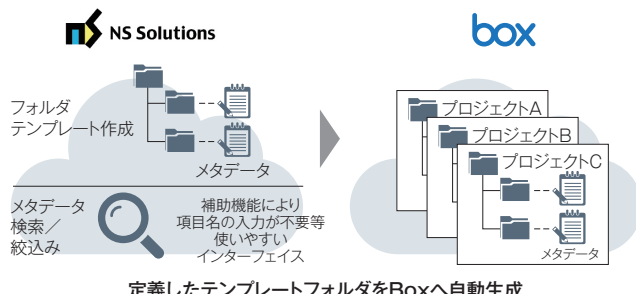 NS Solutions
box
フォルダ
テンプレート作成
メタデータ
メタデータ
検索／
絞込み
補助機能により
項目名の入力が不要等
使いやすい
インターフェイス
プロジェクトA
プロジェクトB
プロジェクトC
メタデータ
定義したテンプレートフォルダをBoxへ自動生成